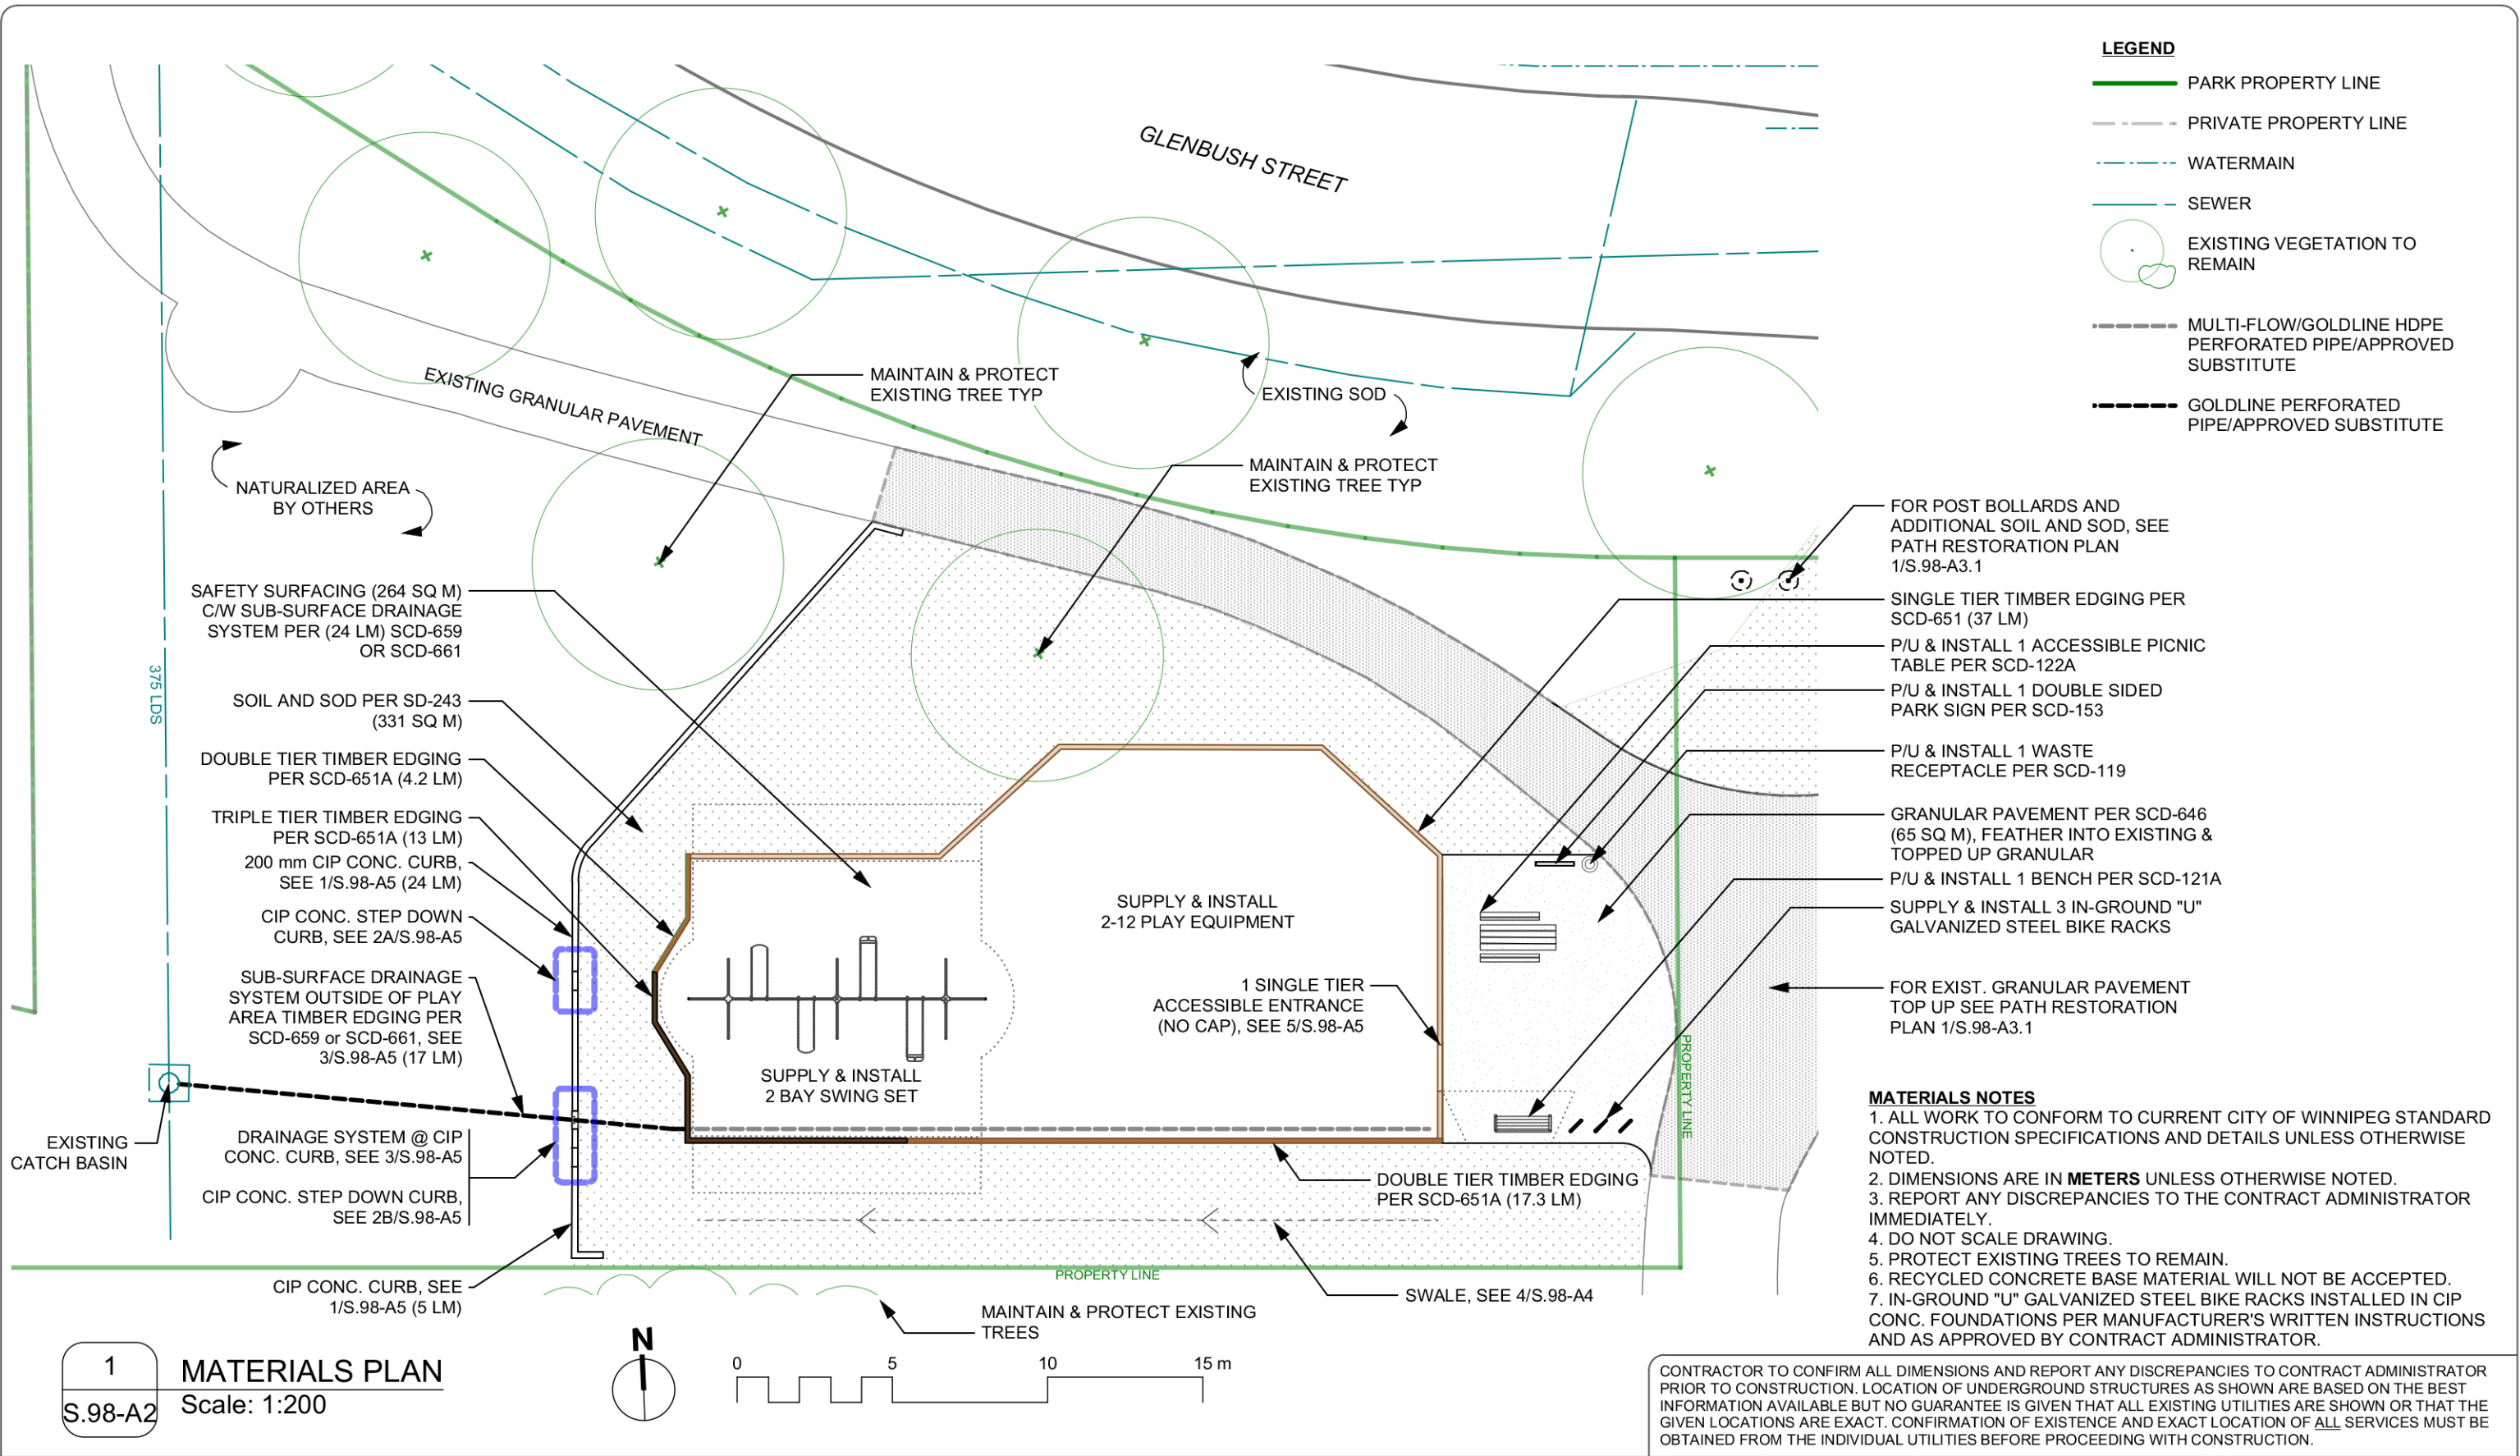 LEGEND
PARK PROPERTY LINE
PRIVATE PROPERTY LINE
WATERMAIN
SEWER
EXISTING VEGETATION TO
REMAIN
MULTI-FLOW/GOLDLINE HDPE
PERFORATED PIPE/APPROVED
SUBSTITUTE
GOLDLINE PERFORATED
PIPE/APPROVED SUBSTITUTE
GLENBUSH STREET
EXISTING GRANULAR PAVEMENT
MAINTAIN & PROTECT
EXISTING TREE TYP
EXISTING SOD
MAINTAIN & PROTECT
EXISTING TREE TYP
NATURALIZED AREA
BY OTHERS
SAFETY SURFACING (264 SQ M)
C/W SUB-SURFACE DRAINAGE
SYSTEM PER (24 LM) SCD-659
OR SCD-661
375 LDS
SOIL AND SOD PER SD-243
(331 SQ M)
DOUBLE TIER TIMBER EDGING
PER SCD-651A (4.2 LM)
TRIPLE TIER TIMBER EDGING
PER SCD-651A (13 LM)
200 mm CIP CONC. CURB,
SEE 1/S.98-A5 (24 LM)
CIP CONC. STEP DOWN
CURB, SEE 2A/S.98-A5
SUB-SURFACE DRAINAGE
SYSTEM OUTSIDE OF PLAY
AREA TIMBER EDGING PER
SCD-659 or SCD-661, SEE
3/S.98-A5 (17 LM)
EXISTING
CATCH BASIN
DRAINAGE SYSTEM @ CIP
CONC. CURB, SEE 3/S.98-A5
CIP CONC. STEP DOWN CURB,
SEE 2B/S.98-A5
CIP CONC. CURB, SEE
1/S.98-A5 (5 LM)
SUPPLY & INSTALL
2-12 PLAY EQUIPMENT
1 SINGLE TIER
ACCESSIBLE ENTRANCE
(NO CAP), SEE 5/S.98-A5
SUPPLY & INSTALL
2 BAY SWING SET
DOUBLE TIER TIMBER EDGING
PER SCD-651A (17.3 LM)
PROPERTY LINE
PROPERTY LINE
SWALE, SEE 4/S.98-A4
MAINTAIN & PROTECT EXISTING
TREES
FOR POST BOLLARDS AND
ADDITIONAL SOIL AND SOD, SEE
PATH RESTORATION PLAN
1/S.98-A3.1
SINGLE TIER TIMBER EDGING PER
SCD-651 (37 LM)
P/U & INSTALL 1 ACCESSIBLE PICNIC
TABLE PER SCD-122A
P/U & INSTALL 1 DOUBLE SIDED
PARK SIGN PER SCD-153
P/U & INSTALL 1 WASTE
RECEPTACLE PER SCD-119
GRANULAR PAVEMENT PER SCD-646
(65 SQ M), FEATHER INTO EXISTING &
TOPPED UP GRANULAR
P/U & INSTALL 1 BENCH PER SCD-121A
SUPPLY & INSTALL 3 IN-GROUND "U"
GALVANIZED STEEL BIKE RACKS
FOR EXIST. GRANULAR PAVEMENT
TOP UP SEE PATH RESTORATION
PLAN 1/S.98-A3.1
MATERIALS NOTES
1. ALL WORK TO CONFORM TO CURRENT CITY OF WINNIPEG STANDARD
CONSTRUCTION SPECIFICATIONS AND DETAILS UNLESS OTHERWISE
NOTED.
2. DIMENSIONS ARE IN METERS UNLESS OTHERWISE NOTED.
3. REPORT ANY DISCREPANCIES TO THE CONTRACT ADMINISTRATOR
IMMEDIATELY.
4. DO NOT SCALE DRAWING.
5. PROTECT EXISTING TREES TO REMAIN.
6. RECYCLED CONCRETE BASE MATERIAL WILL NOT BE ACCEPTED.
7. IN-GROUND "U" GALVANIZED STEEL BIKE RACKS INSTALLED IN CIP
CONC. FOUNDATIONS PER MANUFACTURER'S WRITTEN INSTRUCTIONS
AND AS APPROVED BY CONTRACT ADMINISTRATOR.
1
S.98-A2
MATERIALS PLAN
Scale: 1:200
N
0 5 10 15 m
CONTRACTOR TO CONFIRM ALL DIMENSIONS AND REPORT ANY DISCREPANCIES TO CONTRACT ADMINISTRATOR
PRIOR TO CONSTRUCTION. LOCATION OF UNDERGROUND STRUCTURES AS SHOWN ARE BASED ON THE BEST
INFORMATION AVAILABLE BUT NO GUARANTEE IS GIVEN THAT ALL EXISTING UTILITIES ARE SHOWN OR THAT THE
GIVEN LOCATIONS ARE EXACT. CONFIRMATION OF EXISTENCE AND EXACT LOCATION OF ALL SERVICES MUST BE
OBTAINED FROM THE INDIVIDUAL UTILITIES BEFORE PROCEEDING WITH CONSTRUCTION.